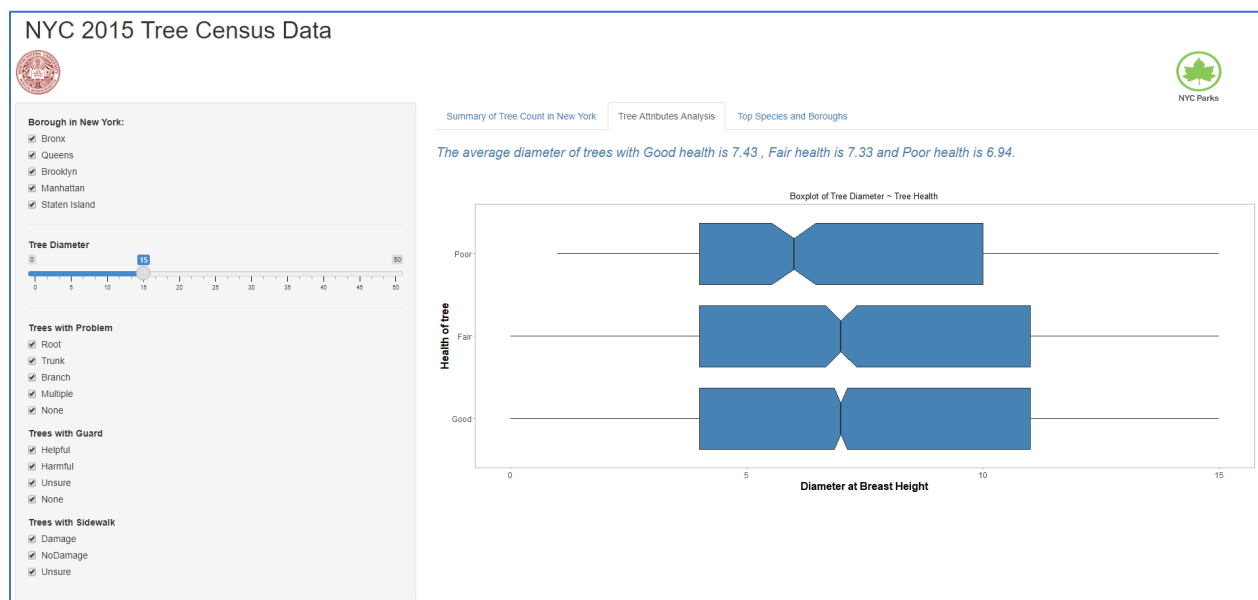 NYC 2015 Tree Census Data
NYC Parks
Borough in New York:
Bronx
Queens
Brooklyn
Manhattan
Staten Island
Tree Diameter
0 15 50
0 5 10 15 20 25 30 35 40 45 50
Trees with Problem
Root
Trunk
Branch
Multiple
None
Trees with Guard
Helpful
Harmful
Unsure
None
Trees with Sidewalk
Damage
NoDamage
Unsure
Summary of Tree Count in New York Tree Attributes Analysis Top Species and Boroughs
The average diameter of trees with Good health is 7.43 , Fair health is 7.33 and Poor health is 6.94.
Boxplot of Tree Diameter ~ Tree Health
Health of tree
Poor
Fair
Good
0 5 10 15
Diameter at Breast Height